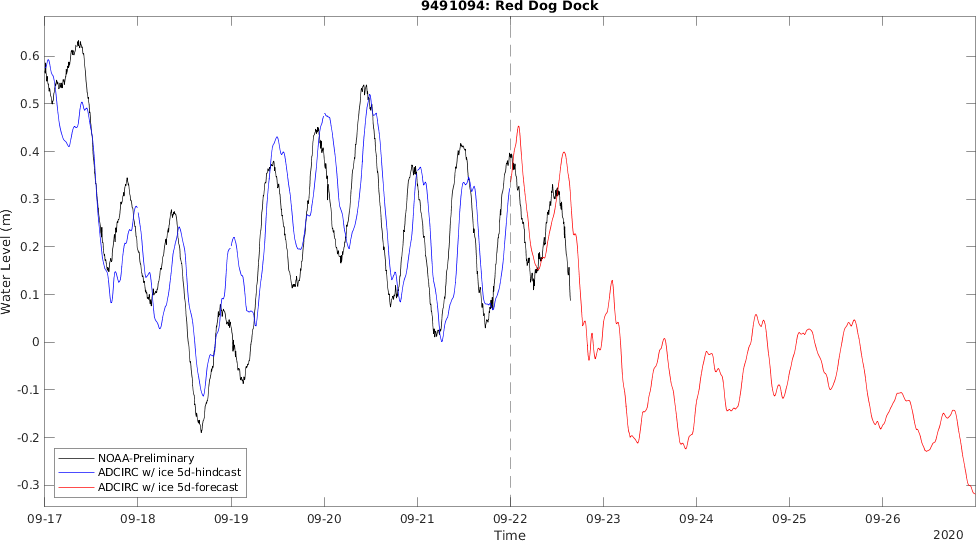 9491094: Red Dog Dock
Water Level (m)
0.6
0.5
0.4
0.3
0.2
0.1
0
-0.1
-0.2
-0.3
NOAA-Preliminary
ADCIRC w/ ice 5d-hindcast
ADCIRC w/ ice 5d-forecast
09-17 09-18 09-19 09-20 09-21 09-22 09-23 09-24 09-25 09-26
Time
2020